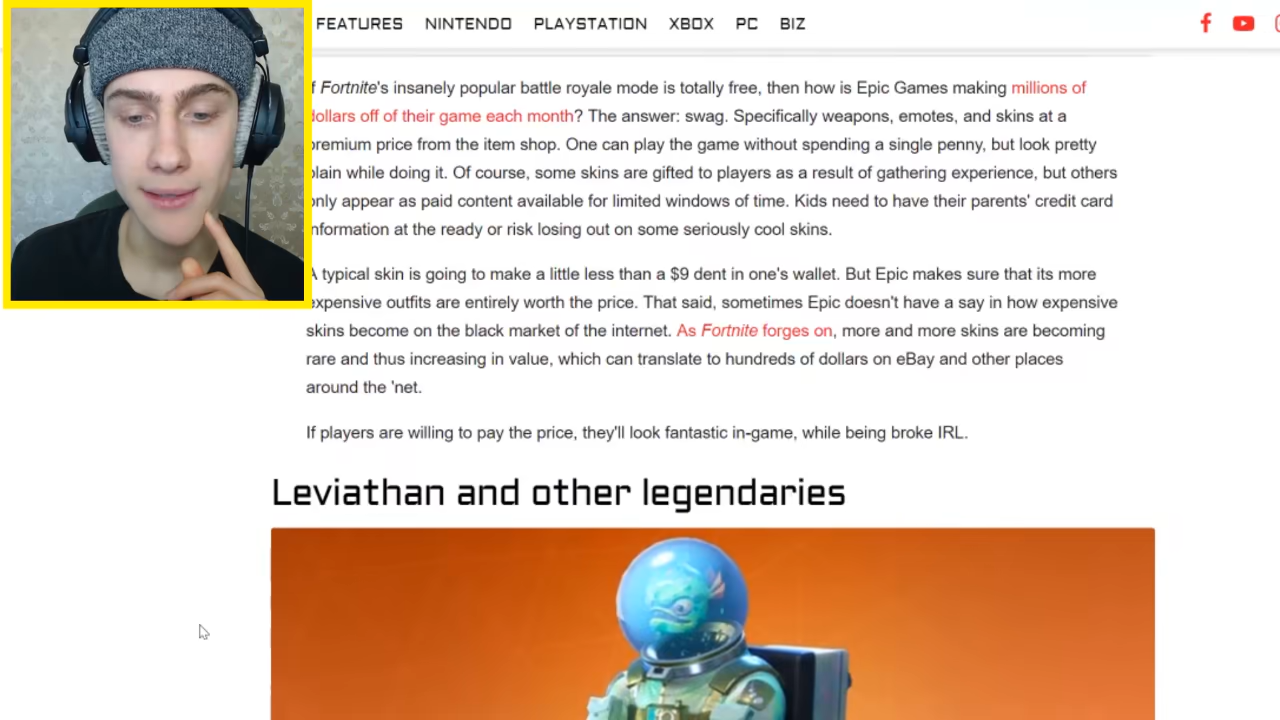 FEATURES NINTENDO PLAYSTATION XBOX PC BIZ
f Fortnite's insanely popular battle royale mode is totally free, then how is Epic Games making millions of
dollars off of their game each month? The answer: swag. Specifically weapons, emotes, and skins at a
premium price from the item shop. One can play the game without spending a single penny, but look pretty
plain while doing it. Of course, some skins are gifted to players as a result of gathering experience, but others
only appear as paid content available for limited windows of time. Kids need to have their parents' credit card
information at the ready or risk losing out on some seriously cool skins.
A typical skin is going to make a little less than a $9 dent in one's wallet. But Epic makes sure that its more
expensive outfits are entirely worth the price. That said, sometimes Epic doesn't have a say in how expensive
skins become on the black market of the internet. As Fortnite forges on, more and more skins are becoming
rare and thus increasing in value, which can translate to hundreds of dollars on eBay and other places
around the 'net.
If players are willing to pay the price, they'll look fantastic in-game, while being broke IRL.
Leviathan and other legendaries